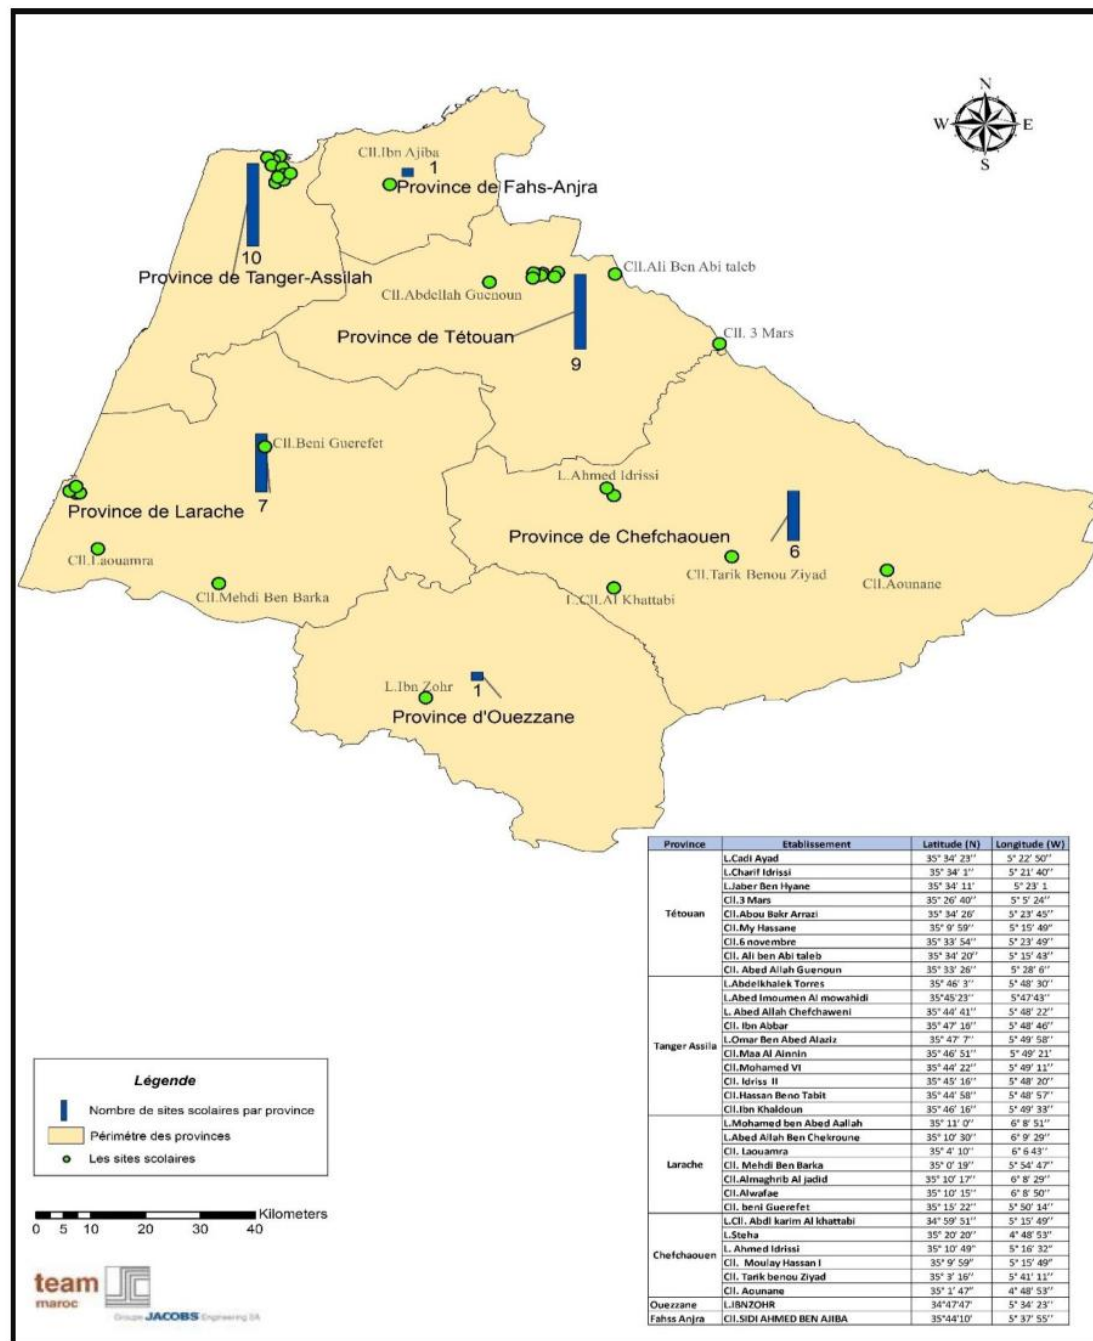 N
W E
S
Cll.Ibn Ajiba
1
Province de Fahs-Anjra
10
Province de Tanger-Assilah
Cll.Ali Ben Abi taleb
Cll.Abdellah Guenoun
Province de Tétouan
Cll. 3 Mars
9
Cll.Beni Guerefet
L.Ahmed Idrissi
7
Province de Larache
Province de Chefchaouen
6
Cll.Laouamra
Cll.Tarik Benou Ziyad
Cll.Aounane
Cll.Mehdi Ben Barka
L.Cll.Al Khattabi
L.Ibn Zohr
1
Province d'Ouezzane
Province Etablissement Latitude (N) Longitude (W)
Tétouan
L.Cadi Ayad 35° 34' 23'' 5° 22' 50''
L.Charif Idrissi 35° 34' 1'' 5° 21' 40''
L.Jaber Ben Hyane 35° 34' 11' 5° 23' 1
Cll.3 Mars 35° 26' 40'' 5° 5' 24''
Cll.Abou Bakr Arrazi 35° 34' 26' 5° 23' 45''
Cll.My Hassane 35° 9' 59'' 5° 15' 49''
Cll.6 novembre 35° 33' 54'' 5° 23' 49''
Cll. Ali ben Abi taleb 35° 34' 20'' 5° 15' 43''
Cll. Abed Allah Guenoun 35° 33' 26'' 5° 28' 6''
Tanger Assila
L.Abdelkhalek Torres 35° 46' 3'' 5° 48' 30''
L.Abed Imoumen Al mowahidi 35°45'23'' 5°47'43''
L. Abed Allah Chefchaweni 35° 44' 41'' 5° 48' 22''
Cll. Ibn Abbar 35° 47' 16'' 5° 48' 46''
L.Omar Ben Abed Alaziz 35° 47' 7'' 5° 49' 58''
Cll.Maa Al Ainnin 35° 46' 51'' 5° 49' 21'
Cll.Mohamed VI 35° 44' 22'' 5° 49' 11''
Cll. Idriss II 35° 45' 16'' 5° 48' 20''
Cll.Hassan Beno Tabit 35° 44' 58'' 5° 48' 57''
Cll.Ibn Khaldoun 35° 46' 16'' 5° 49' 33''
Larache
L.Mohamed ben Abed Aallah 35° 11' 0'' 6° 8' 51''
L.Abed Allah Ben Chekroune 35° 10' 30'' 6° 9' 29''
Cll. Laouamra 35° 4' 10'' 6° 6 43''
Cll. Mehdi Ben Barka 35° 0' 19'' 5° 54' 47''
Cll.Almaghrib Al jadid 35° 10' 17'' 6° 8' 29''
Cll.Alwafae 35° 10' 15'' 6° 8' 50''
Cll. beni Guerefet 35° 15' 22'' 5° 50' 14''
Chefchaouen
L.Cll. Abdl karim Al khattabi 34° 59' 51'' 5° 15' 49''
L.Steha 35° 20' 20'' 4° 48' 53''
L. Ahmed Idrissi 35° 10' 49'' 5° 16' 32''
Cll. Moulay Hassan I 35° 9' 59'' 5° 15' 49''
Cll. Tarik benou Ziyad 35° 3' 16'' 5° 41' 11''
Cll. Aounane 35° 1' 47'' 4° 48' 53''
Ouezzane L.IBNZOHR 34°47'47' 5° 34' 23''
Fahss Anjra Cll.SIDI AHMED BEN AJIBA 35°44'10' 5° 37' 55''
Légende
Nombre de sites scolaires par province
Périmètre des provinces
Les sites scolaires
Kilometers
0 5 10 20 30 40
team
maroc
Groupe JACOBS Engineering SA